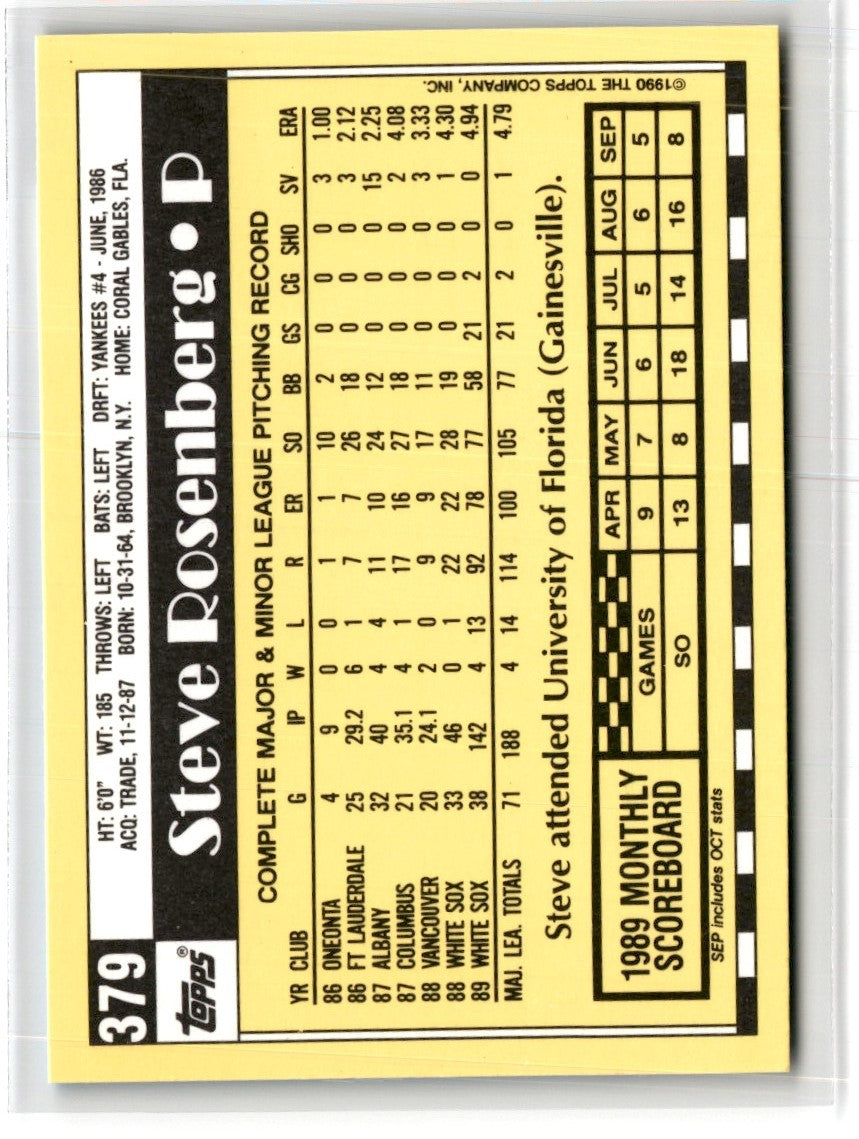 379
HT: 6'0" WT: 185 THROWS: LEFT BATS: LEFT DRFT: YANKEES #4 - JUNE, 1986
ACQ: TRADE, 11-12-87 BORN: 10-31-64, BROOKLYN, N.Y. HOME: CORAL GABLES, FLA.
topps®
Steve Rosenberg • P
COMPLETE MAJOR & MINOR LEAGUE PITCHING RECORD
YR CLUB G IP W L R ER SO BB GS CG SHO SV ERA
86 ONEONTA 4 9 0 0 1 1 10 2 0 0 0 3 1.00
86 FT LAUDERDALE 25 29.2 6 1 7 7 26 18 0 0 0 3 2.12
87 ALBANY 32 40 4 4 11 10 24 12 0 0 0 15 2.25
87 COLUMBUS 21 35.1 4 1 17 16 27 18 0 0 0 2 4.08
88 VANCOUVER 20 24.1 2 0 9 9 17 11 0 0 0 3 3.33
88 WHITE SOX 33 46 0 1 22 22 28 19 0 0 0 1 4.30
89 WHITE SOX 38 142 4 13 92 78 77 58 21 2 0 0 4.94
MAJ. LEA. TOTALS 71 188 4 14 114 100 105 77 21 2 0 1 4.79
Steve attended University of Florida (Gainesville).
1989 MONTHLY
SCOREBOARD
APR MAY JUN JUL AUG SEP
GAMES 9 7 6 5 6 5
SO 13 8 18 14 16 8
SEP includes OCT stats
©1990 THE TOPPS COMPANY, INC.